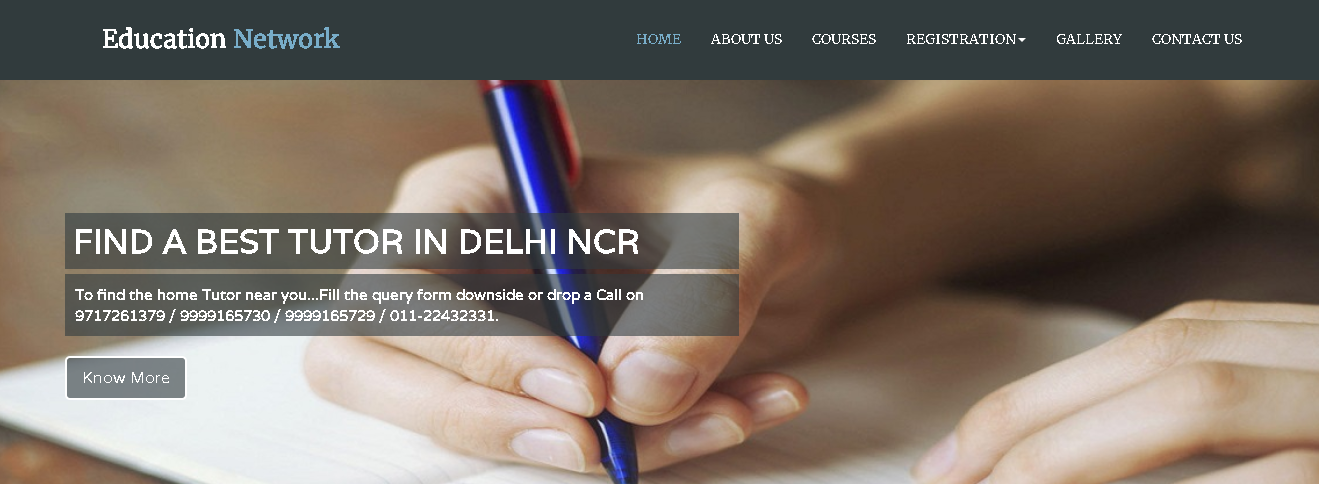 Education Network
HOME ABOUT US COURSES REGISTRATION GALLERY CONTACT US
FIND A BEST TUTOR IN DELHI NCR
To find the home Tutor near you...Fill the query form downside or drop a Call on
9717261379 / 9999165730 / 9999165729 / 011-22432331.
Know More